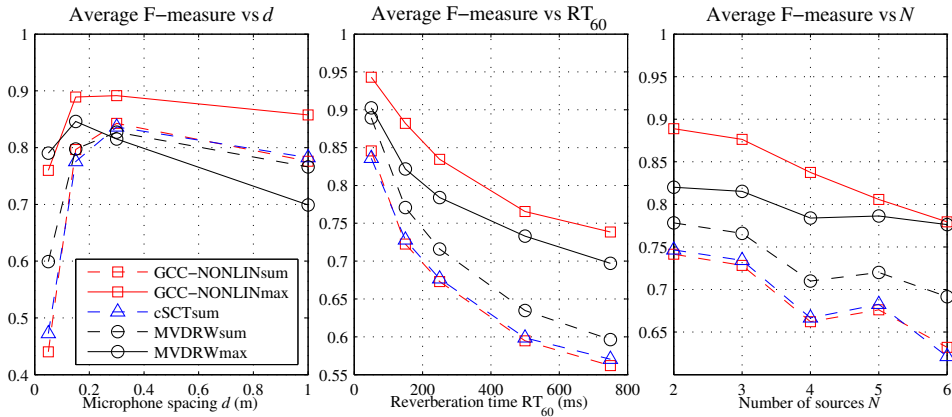 Average F−measure vs d
1
0.9
0.8
0.7
0.6
0.5
0.4
0 0.2 0.4 0.6 0.8 1
Microphone spacing d (m)
GCC−NONLINsum
GCC−NONLINmax
cSCTsum
MVDRWsum
MVDRWmax
Average F−measure vs RT60
1
0.95
0.9
0.85
0.8
0.75
0.7
0.65
0.6
0.55
0 200 400 600 800
Reverberation time RT60 (ms)
Average F−measure vs N
1
0.95
0.9
0.85
0.8
0.75
0.7
0.65
2 3 4 5 6
Number of sources N